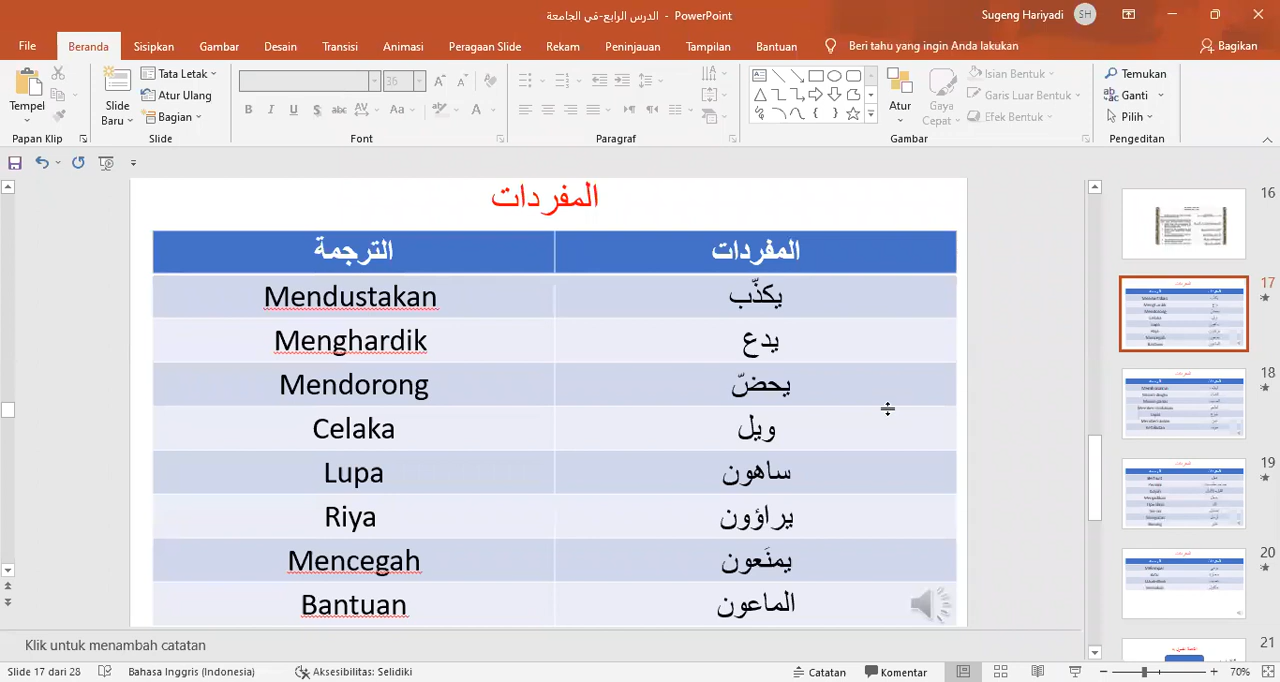 الدرس الرابع-في الجامعة - PowerPoint
Sugeng Hariyadi SH
File Beranda Sisipkan Gambar Desain Transisi Animasi Peragaan Slide Rekam Peninjauan Tampilan Bantuan Beri tahu yang ingin Anda lakukan Bagikan
Tempel
Slide Baru
Tata Letak
Atur Ulang
Bagian
36
Atur
Gaya Cepat
Isian Bentuk
Garis Luar Bentuk
Efek Bentuk
Temukan
Ganti
Pilih
Papan Klip Slide Font Paragraf Gambar Pengeditan
المفردات
المفردات الترجمة
يكذّب Mendustakan
يدع Menghardik
يحضّ Mendorong
ويل Celaka
ساهون Lupa
يراؤون Riya
يمنَعون Mencegah
الماعون Bantuan
16
17
18
19
20
21
Klik untuk menambah catatan
Slide 17 dari 28 Bahasa Inggris (Indonesia) Aksesibilitas: Selidiki Catatan Komentar 70%